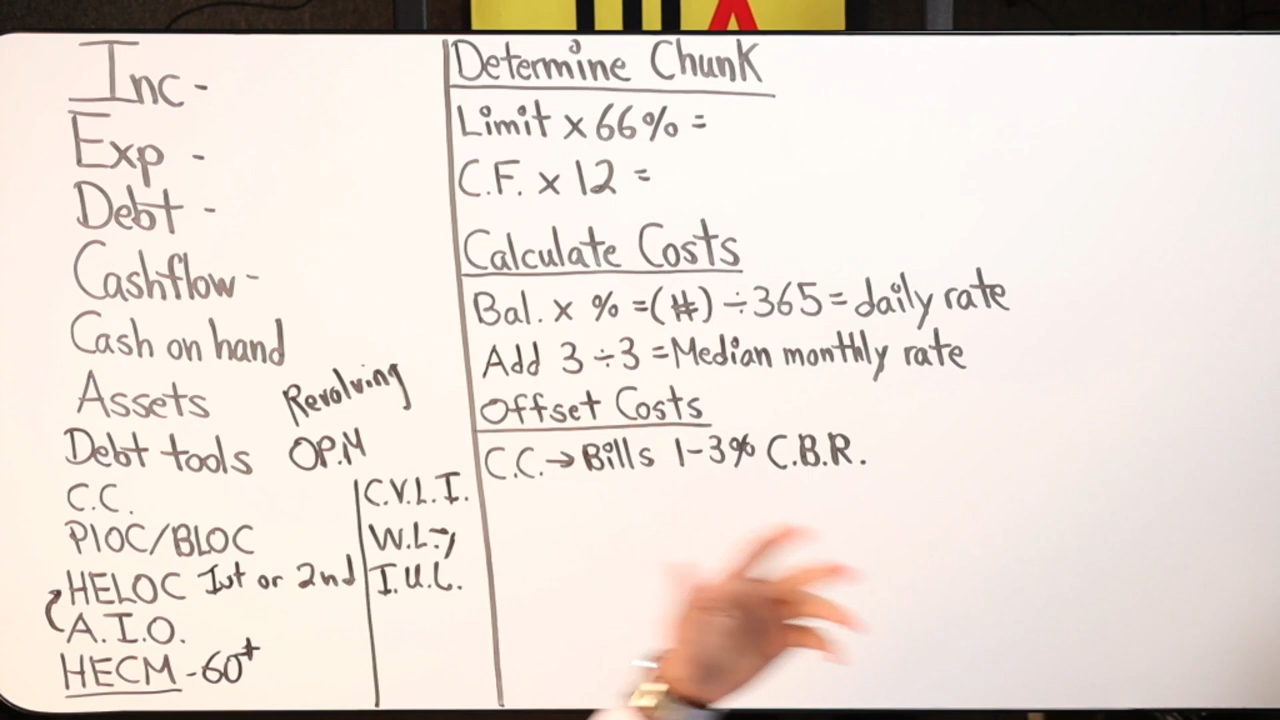 Inc -
Exp -
Debt -
Cashflow -
Cash on hand
Assets
Revolving
Debt tools OP.M
C.C.
PIOC/BLOC
HELOC 1st or 2nd
A.I.O.
HECM - 60+
C.V.L.I.
W.L.
I.U.L.
Determine Chunk
Limit x 66% =
C.F. x 12 =
Calculate Costs
Bal. x % = (#) ÷ 365 = daily rate
Add 3 ÷ 3 = Median monthly rate
Offset Costs
C.C. → Bills 1-3% C.B.R.